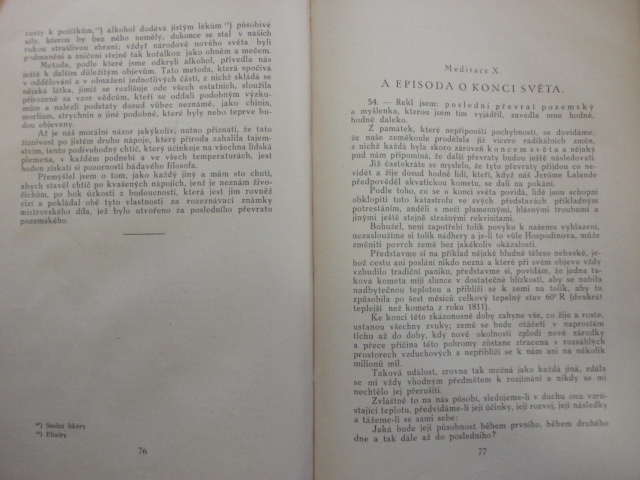 cesty k požitkům,¹⁹) alkohol dodává jistým lékům ²⁰) působivé
síly, kterou by bez něho neměly, dokonce se stal v našich
rukou strašlivou zbraní; vždyť národové nového světa byli
podmaněni a zničeni stejně tak kořalkou jako ohněm a mečem.
Metoda, podle které jsme odkryli alkohol, přivedla nás
ještě k dalším důležitým objevům. Tato metoda, která spočívá
v oddělování a v obnažení jednotlivých částí, z nichž skládá se
nějaká látka, jimiž se rozlišuje ode všech ostatních, sloužila
přirozeně za vzor vědcům, kteří se oddali podobným výzku-
mům a nalezli podstaty dosud vůbec neznámé, jako chinin,
morfium, strychnin a jiné podobné, které byly nebo teprve bu-
dou objeveny.
Ať je náš morální názor jakýkoliv, nutno přiznati, že tato
žíznivost po jistém druhu nápoje, který příroda zahalila tajem-
stvím, tento podivuhodný chtíč, který účinkuje na všechna lidská
plemena, v každém podnebí a ve všech temperaturách, jest
hoden získati si pozornosti bádavého filosofa.
Přemýšlel jsem o tom, jako každý jiný a mám sto chutí,
abych stavěl chtíč po kvašených nápojích, jenž je neznám živo-
čichům, po bok úzkosti z budoucnosti, která jim je rovněž
cizí a pokládal obě tyto vlastnosti za rozeznávací známky
mistrovského díla, jež bylo utvořeno za posledního převratu
pozemského.
¹⁹) Stolní likéry
²⁰) Elixíry
76
Meditace X.
A EPISODA O KONCI SVĚTA.
54. — Rekl jsem: poslední převrat pozemský
a myšlenka, kterou jsem tím vyjádřil, zavedla mne hodně,
hodně daleko.
Z památek, které nepřipouští pochybnosti, se dovídáme,
že naše zeměkoule prodělala již vícero radikálních změn,
z nichž každá byla skoro zároveň koncem světa a nějaký
pud nám připomíná, že další převraty budou ještě následovati.
Již častokráte se myslelo, že tyto převraty přijdou co ne-
vidět a žije dosud hodně lidí, kteří, když náš Jeróme Lalande
předpověděl akvatickou kometu, se dali na pokání.
Podle toho, co se o konci světa povídá, lidé jsou schopni
obklopiti tuto katastrofu ve svých představách příkladným
potrestáním, anděli s meči plamennými, hlásnými troubami a
jinými ještě stejně strašnými rekvisitami.
Bohužel, není zapotřebí tolik povyku k našemu vyhlazení,
nezasloužíme si tolik nádhery a je-li to vůle Hospodinova, může
změniti povrch země bez jakékoliv okázalosti.
Představme si na příklad nějaké bludné těleso nebeské, je-
hož cestu ani poslání nikdo nezná a které při svém objevu vždy
vzbudilo tradiční paniku, představme si, povídám, že jedna ta-
ková kometa míjí slunce v dostatečné blízkosti, aby se nabila
nadbytečnou teplotou a přiblíží se k zemi na tolik, aby tu
způsobila po šest měsíců celkový tepelný stav 60° R (dvakrát
teplejší než kometa z roku 1811).
Ke konci této zkázonosné doby zahyne vše, co žije a roste,
ustanou všechny zvuky; země se bude otáčeti v naprostém
tichu až do doby, kdy nové okolnosti zplodí nové zárodky
a přece příčina této pohromy zůstane ztracena v rozsáhlých
prostorech vzduchových a nepřiblíží se k nám ani na několik
milionů mil.
Taková událost, zrovna tak možná jako každá jiná, zdála
se mi vždy vhodným předmětem k rozjímání a nikdy se mi
nechtělo jej přerušiti.
Zvláštně to na nás působí, sledujeme-li v duchu onu vzrů-
stající teplotu, předvídáme-li její účinky, její rozvoj, její následky
a tážeme-li se sami sebe:
Jaká bude její působnost během prvního, během druhého
dne a tak dále až do posledního?
77